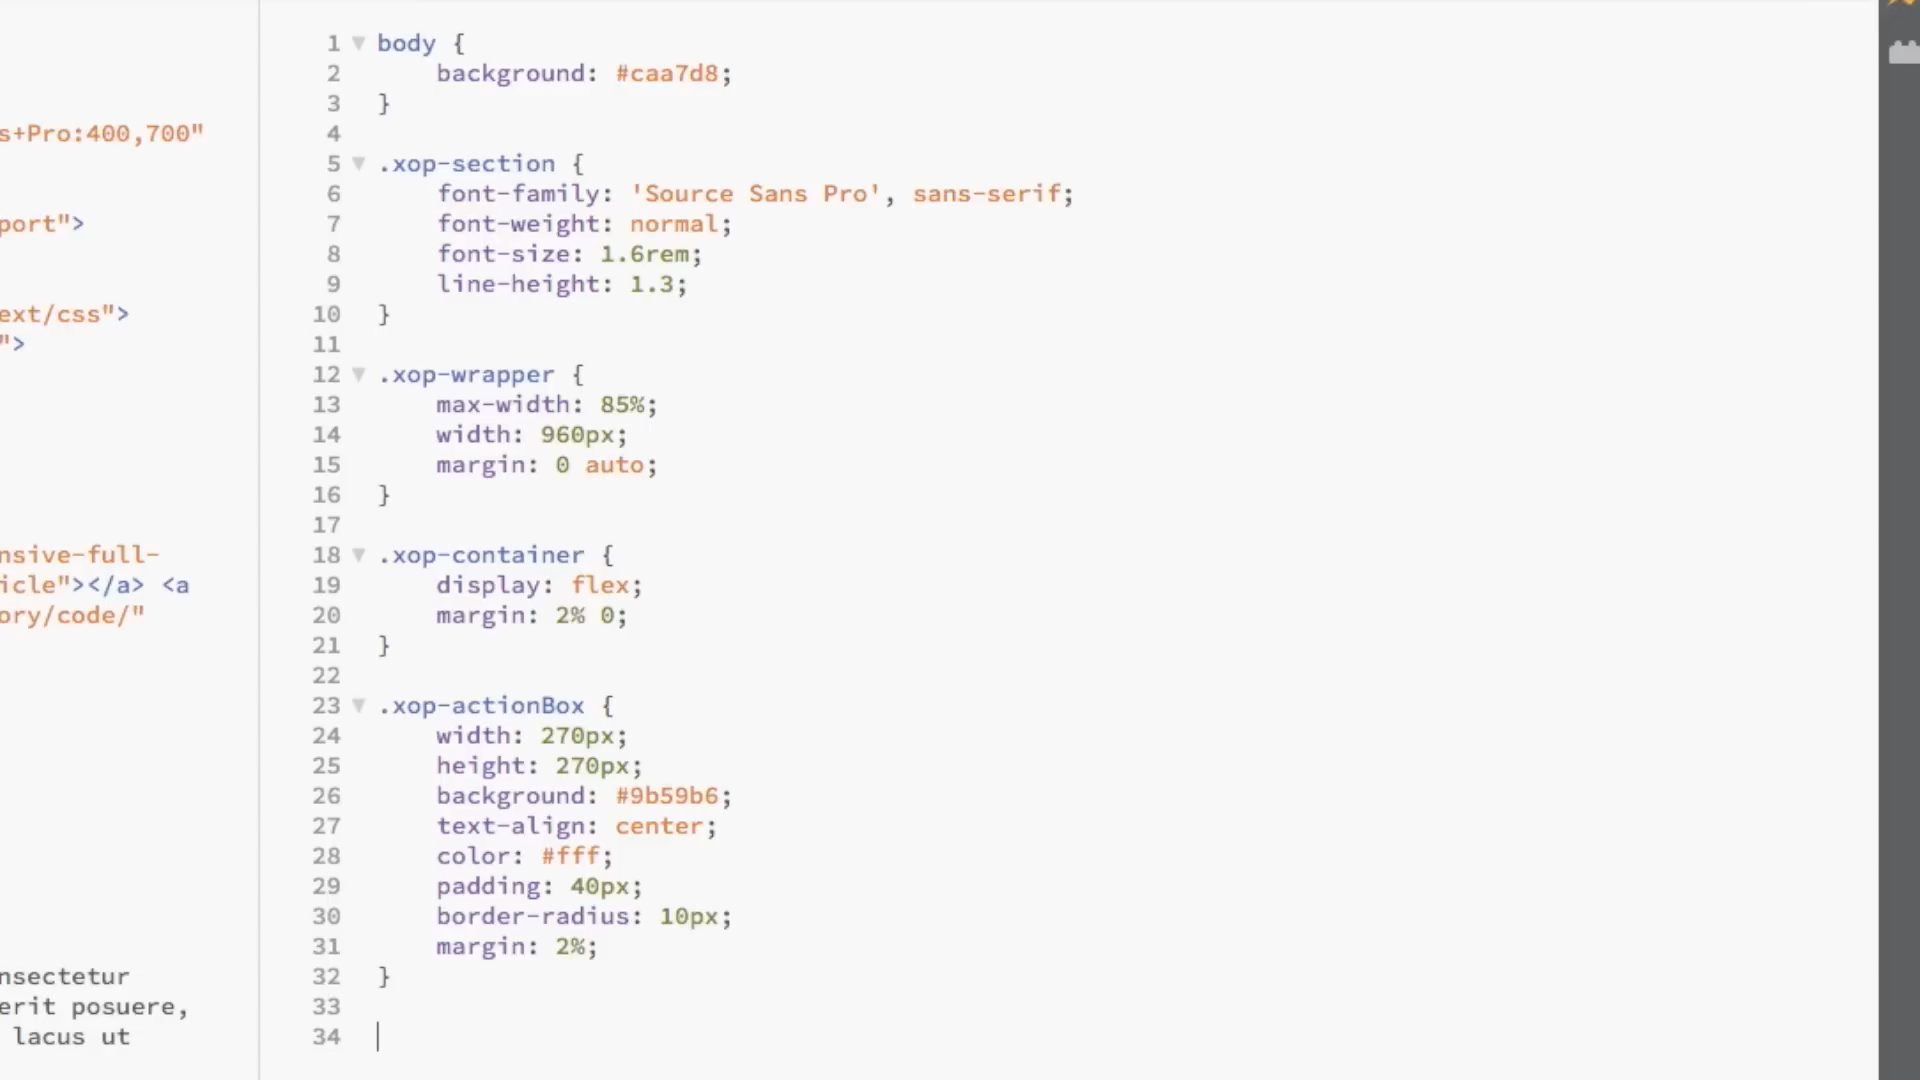 s+Pro:400,700"
port">
ext/css">
">
nsive-full-
icle"></a> <a
ory/code/"
nsectetur
erit posuere,
lacus ut
1 body {
2 background: #caa7d8;
3 }
4
5 .xop-section {
6 font-family: 'Source Sans Pro', sans-serif;
7 font-weight: normal;
8 font-size: 1.6rem;
9 line-height: 1.3;
10 }
11
12 .xop-wrapper {
13 max-width: 85%;
14 width: 960px;
15 margin: 0 auto;
16 }
17
18 .xop-container {
19 display: flex;
20 margin: 2% 0;
21 }
22
23 .xop-actionBox {
24 width: 270px;
25 height: 270px;
26 background: #9b59b6;
27 text-align: center;
28 color: #fff;
29 padding: 40px;
30 border-radius: 10px;
31 margin: 2%;
32 }
33
34